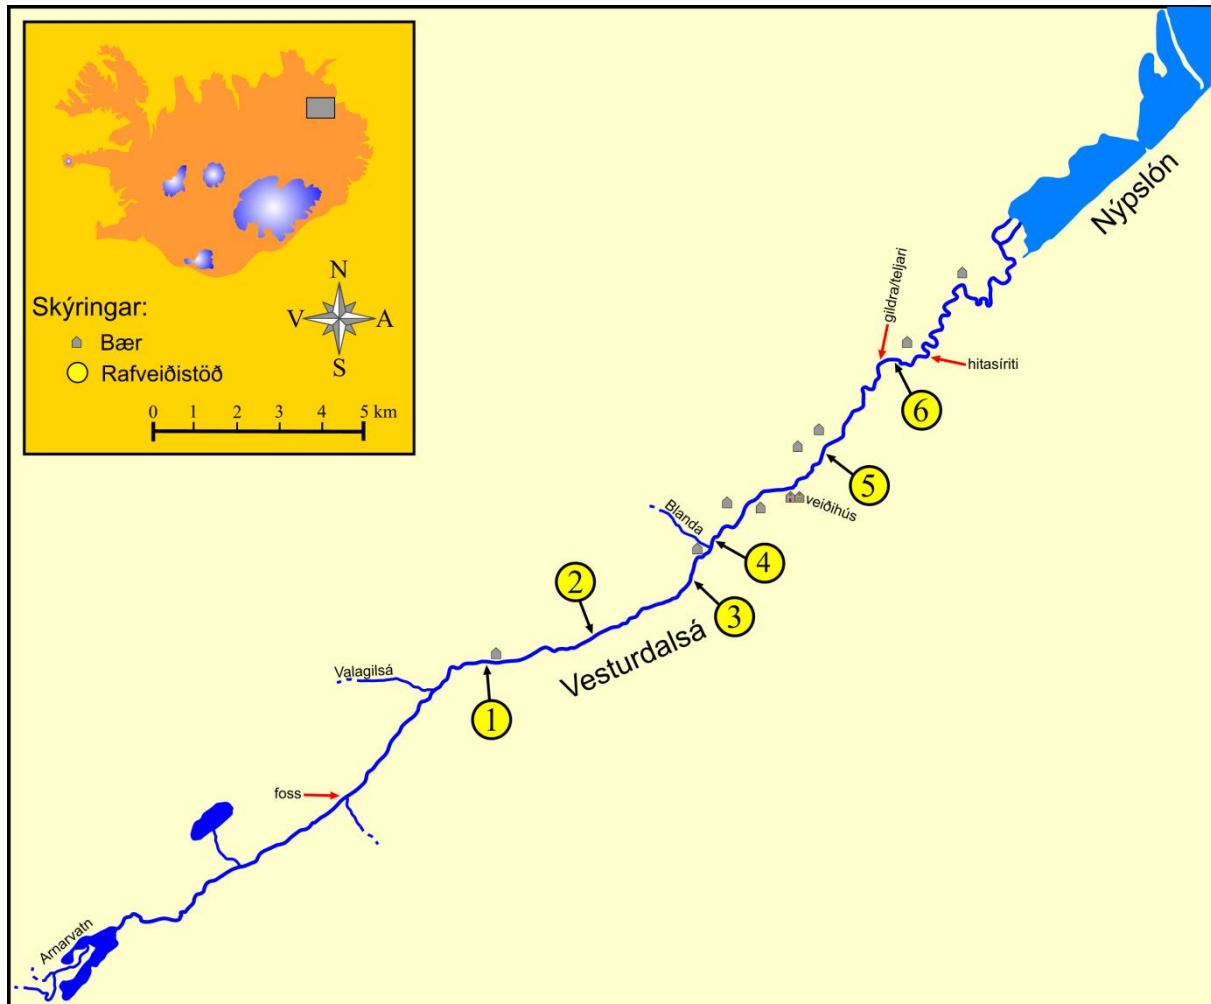 N
V A
S
Skýringar:
Bær
Rafveiðistöð
0 1 2 3 4 5 km
Nýpslón
gildra/teljari
hitasíriti
6
5
veiðihús
Blanda
4
3
2
Vesturdalsá
Valagilsá
1
foss
Arnarvatn